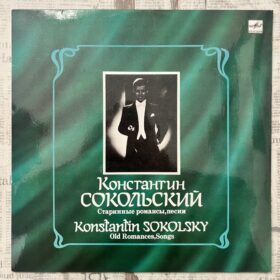 Константин
СОКОЛЬСКИЙ
Старинные романсы, песни
Konstantin SOKOLSKY
Old Romances, Songs